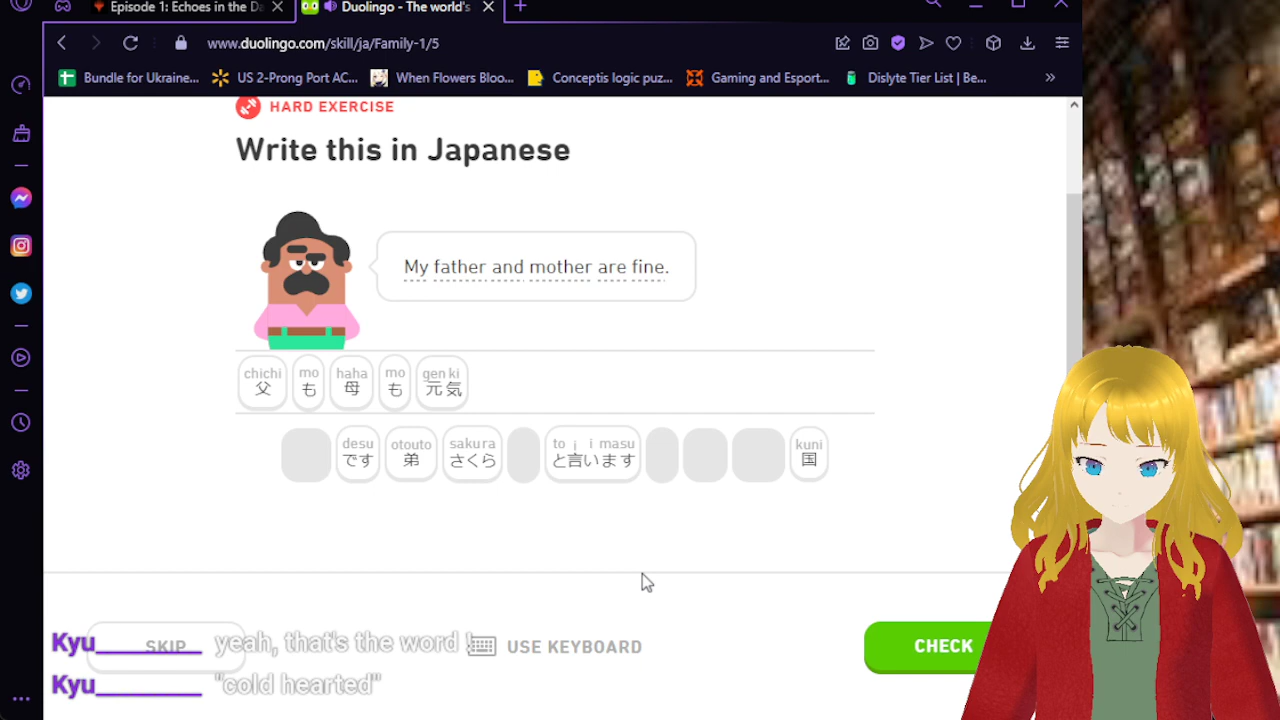 Episode 1: Echoes in the Da
Duolingo - The world's
www.duolingo.com/skill/ja/Family-1/5
Bundle for Ukraine... US 2-Prong Port AC... When Flowers Bloo... Conceptis logic puz... Gaming and Esport... Dislyte Tier List | Be... »
HARD EXERCISE
Write this in Japanese
My father and mother are fine.
chichi mo haha mo gen ki
父 も 母 も 元気
desu otouto sakura to i i masu kuni
です 弟 さくら と言います 国
SKIP
USE KEYBOARD
CHECK
Kyu yeah, that's the word !
Kyu "cold hearted"